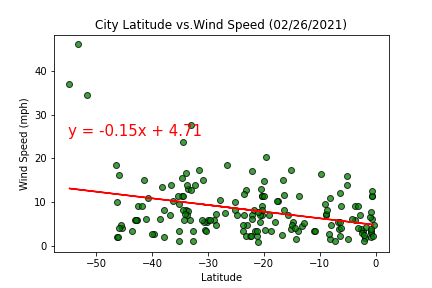 City Latitude vs.Wind Speed (02/26/2021)
40
30
20
10
0
Wind Speed (mph)
y = -0.15x + 4.71
−50
−40
−30
−20
−10
0
Latitude